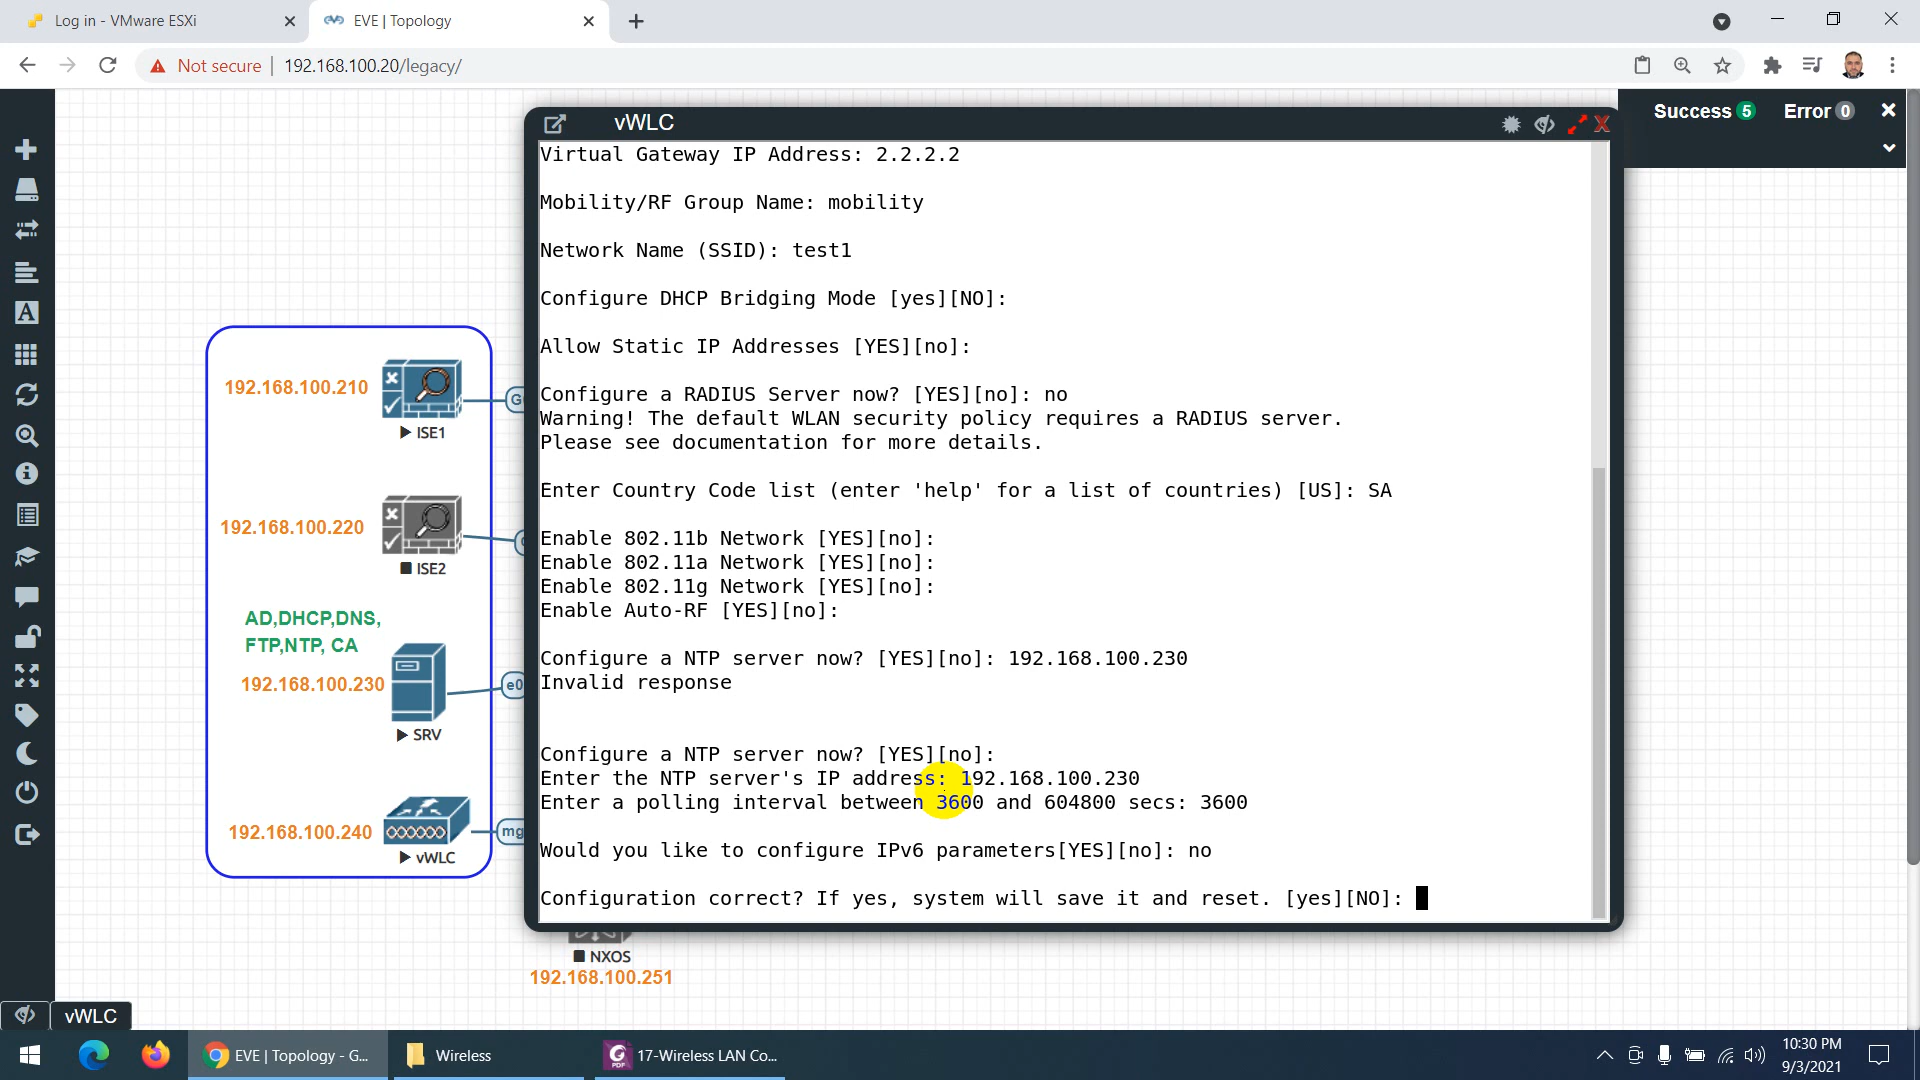 Log in - VMware ESXi
EVE | Topology
Not secure
192.168.100.20/legacy/
Success 5
Error 0
vWLC
Virtual Gateway IP Address: 2.2.2.2
Mobility/RF Group Name: mobility
Network Name (SSID): test1
Configure DHCP Bridging Mode [yes][NO]:
Allow Static IP Addresses [YES][no]:
Configure a RADIUS Server now? [YES][no]: no
Warning! The default WLAN security policy requires a RADIUS server.
Please see documentation for more details.
Enter Country Code list (enter 'help' for a list of countries) [US]: SA
Enable 802.11b Network [YES][no]:
Enable 802.11a Network [YES][no]:
Enable 802.11g Network [YES][no]:
Enable Auto-RF [YES][no]:
Configure a NTP server now? [YES][no]: 192.168.100.230
Invalid response
Configure a NTP server now? [YES][no]:
Enter the NTP server's IP address: 192.168.100.230
Enter a polling interval between 3600 and 604800 secs: 3600
Would you like to configure IPv6 parameters[YES][no]: no
Configuration correct? If yes, system will save it and reset. [yes][NO]:
192.168.100.210
ISE1
192.168.100.220
ISE2
AD,DHCP,DNS,
FTP,NTP, CA
192.168.100.230
e0
SRV
192.168.100.240
mg
vWLC
NXOS
192.168.100.251
vWLC
EVE | Topology - G...
Wireless
17-Wireless LAN Co...
10:30 PM
9/3/2021